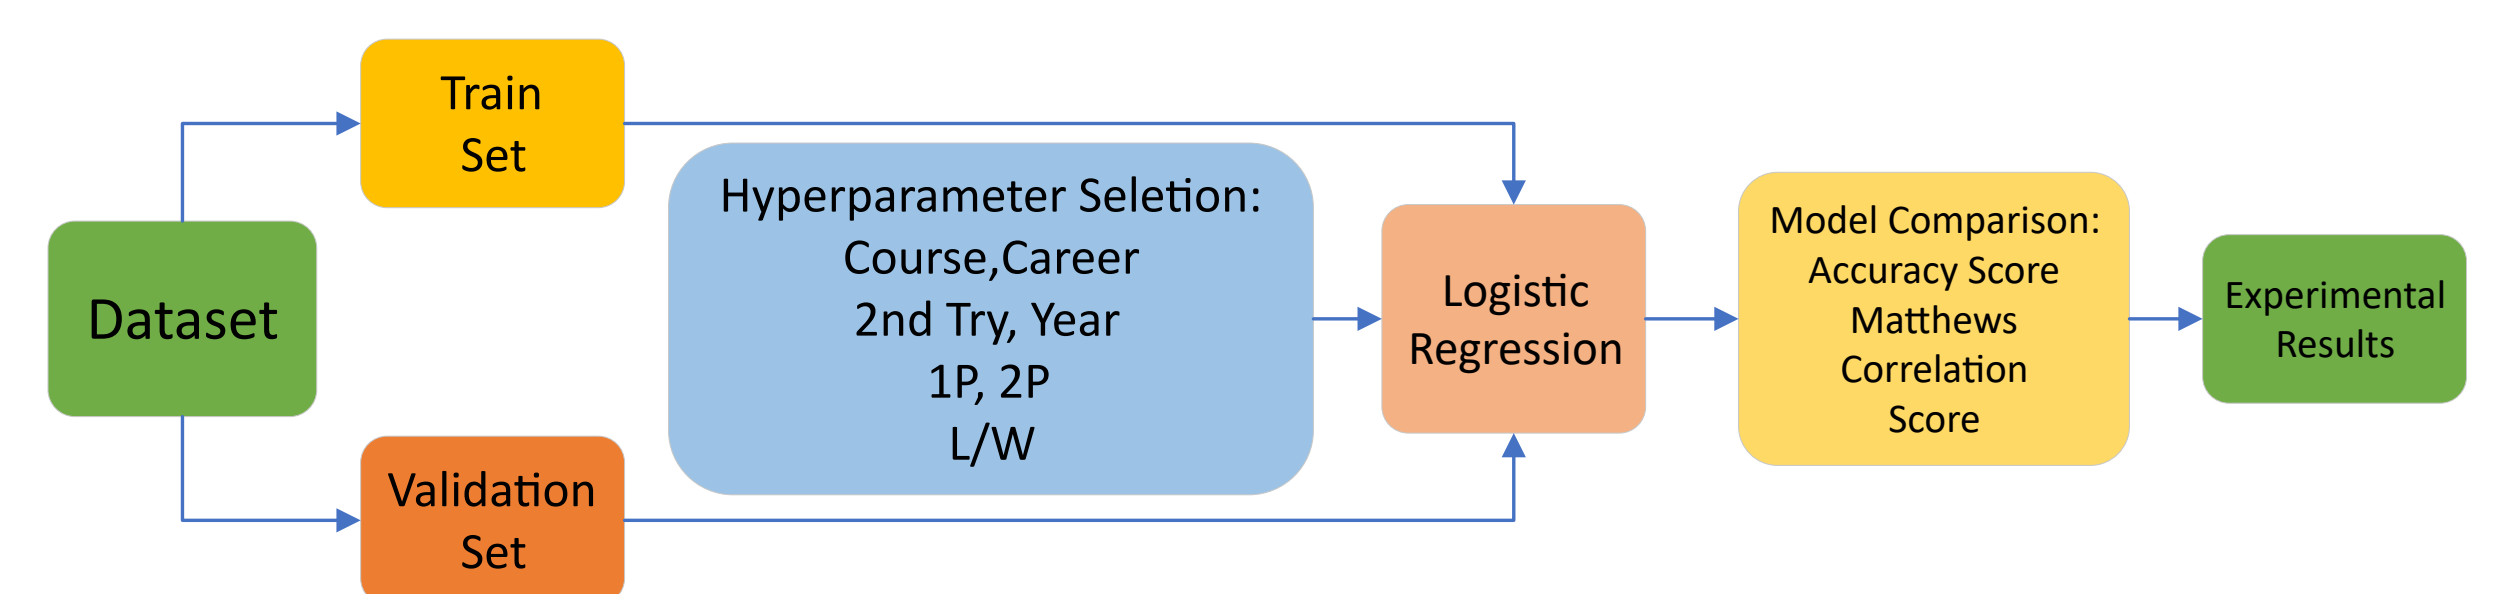 Dataset
Train
Set
Validation
Set
Hyperparameter Seletion:
Course,Career
2nd Try, Year
1P, 2P
L/W
Logistic
Regression
Model Comparison:
Accuracy Score
Matthews
Correlation
Score
Experimental
Results